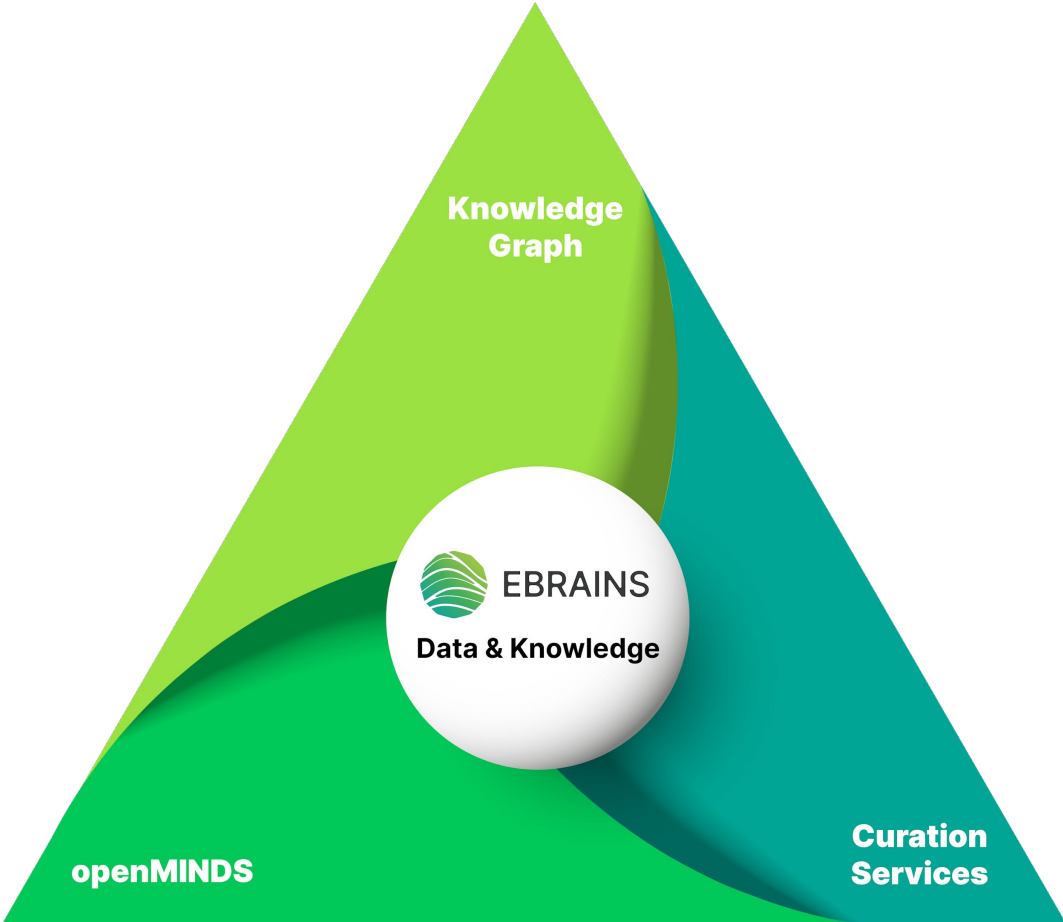 Knowledge
Graph
EBRAINS
Data & Knowledge
Curation
Services
openMINDS